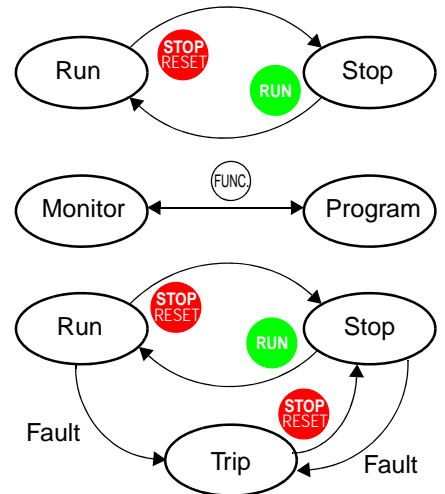 Run
STOP
RESET
Stop
RUN
Monitor
FUNC.
Program
Run
STOP
RESET
Stop
RUN
Fault
STOP
RESET
Trip
Fault